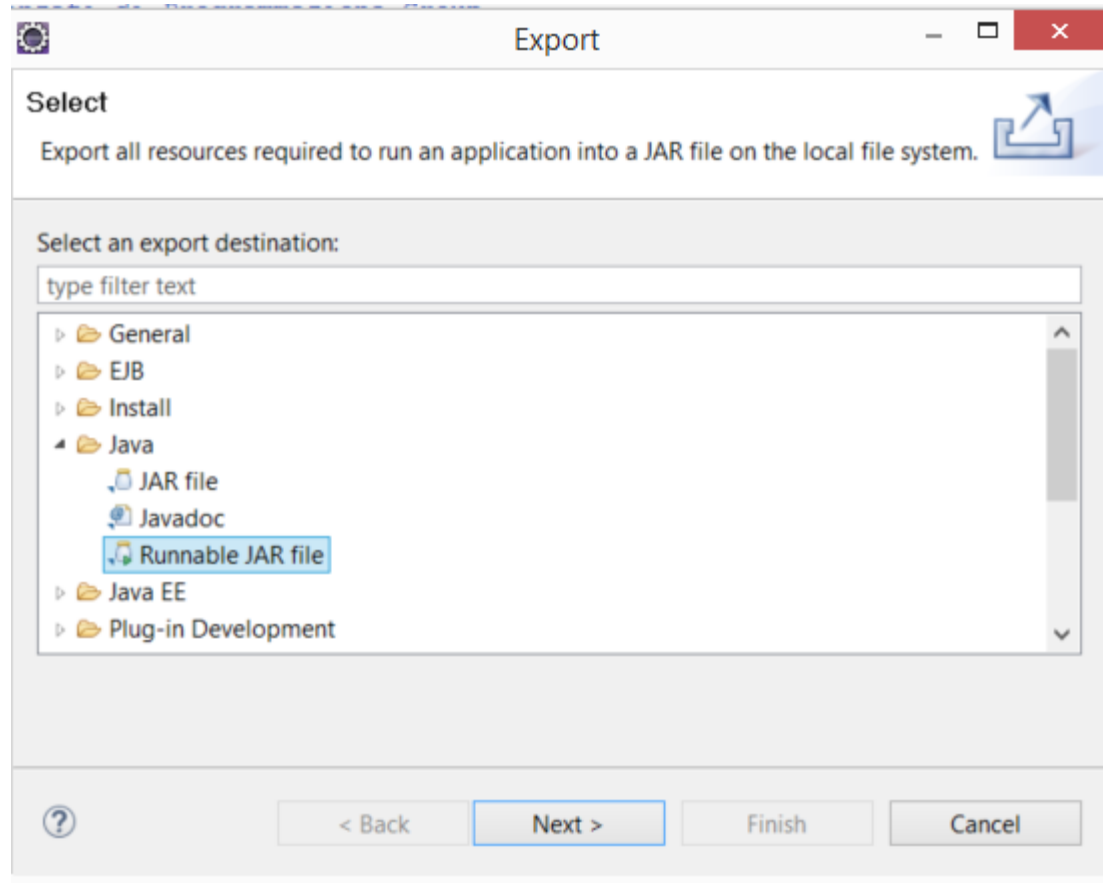 Export
Select
Export all resources required to run an application into a JAR file on the local file system.
Select an export destination:
type filter text
General
EJB
Install
Java
JAR file
Javadoc
Runnable JAR file
Java EE
Plug-in Development
< Back Next > Finish Cancel